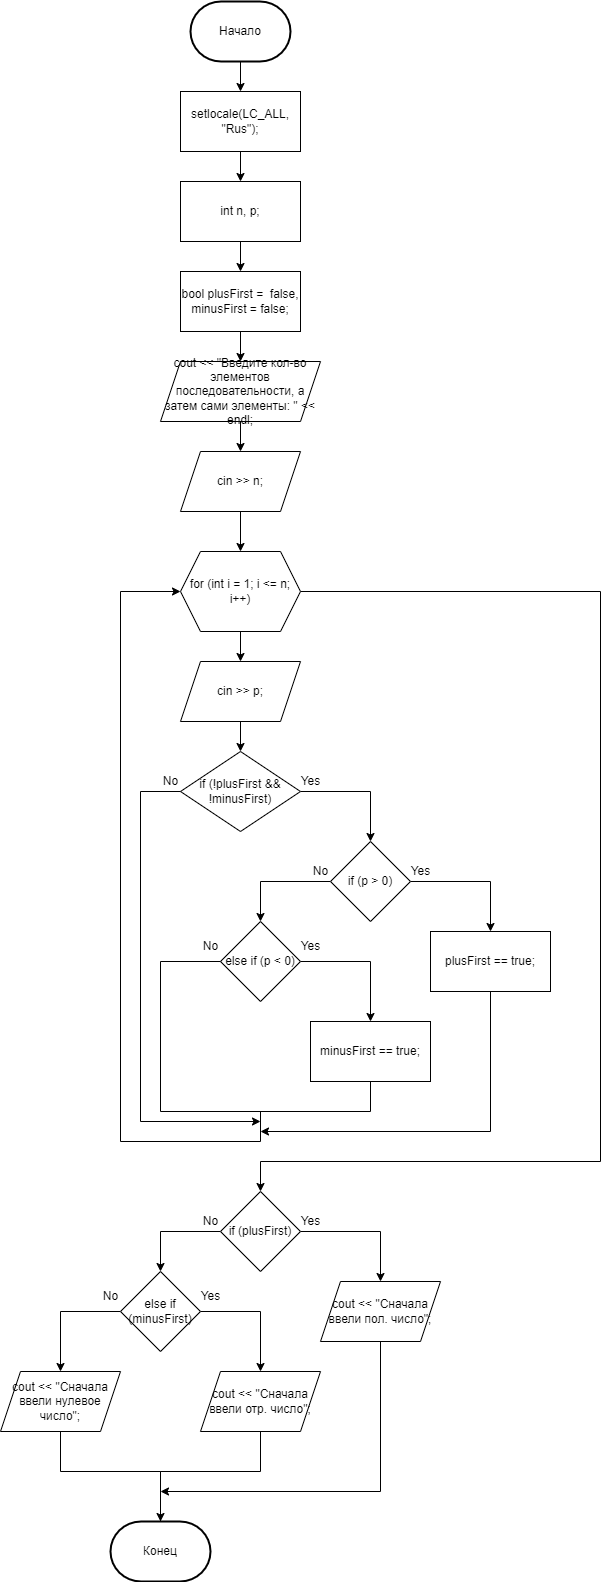 Начало
setlocale(LC_ALL,
"Rus");
int n, p;
bool plusFirst = false,
minusFirst = false;
cout << "Введите кол-во
элементов
последовательности, а
затем сами элементы: " <<
endl;
cin >> n;
for (int i = 1; i <= n;
i++)
cin >> p;
No
if (!plusFirst &&
!minusFirst)
Yes
No
if (p > 0)
Yes
No
else if (p < 0)
Yes
plusFirst == true;
minusFirst == true;
No
if (plusFirst)
Yes
No
else if
(minusFirst)
Yes
cout << "Сначала
ввели пол. число";
cout << "Сначала
ввели нулевое
число";
cout << "Сначала
ввели отр. число";
Конец